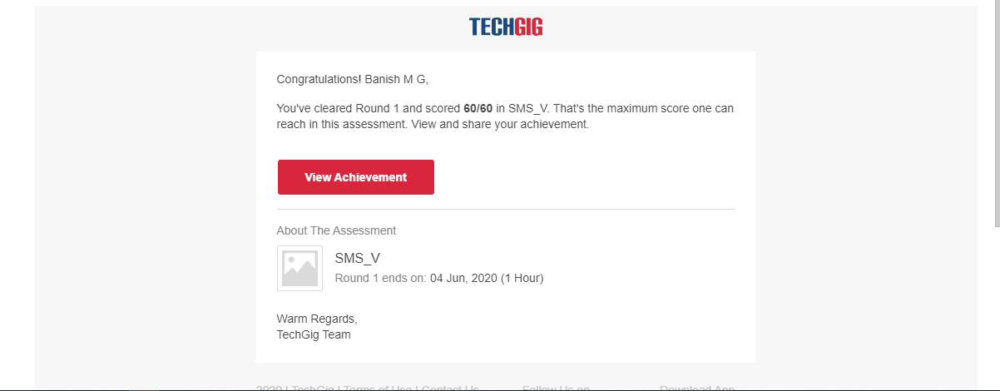 TECHGIG
Congratulations! Banish M G,
You've cleared Round 1 and scored 60/60 in SMS_V. That's the maximum score one can
reach in this assessment. View and share your achievement.
View Achievement
About The Assessment
SMS_V
Round 1 ends on: 04 Jun, 2020 (1 Hour)
Warm Regards,
TechGig Team
2020 | TechGig | Terms of Use | Contact Us Follow Us on Download App